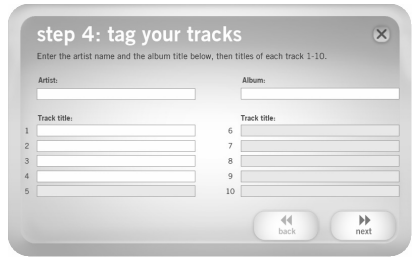 step 4: tag your tracks
Enter the artist name and the album title below, then titles of each track 1-10.
Artist:
Album:
Track title:
1
2
3
4
5
Track title:
6
7
8
9
10
back
next